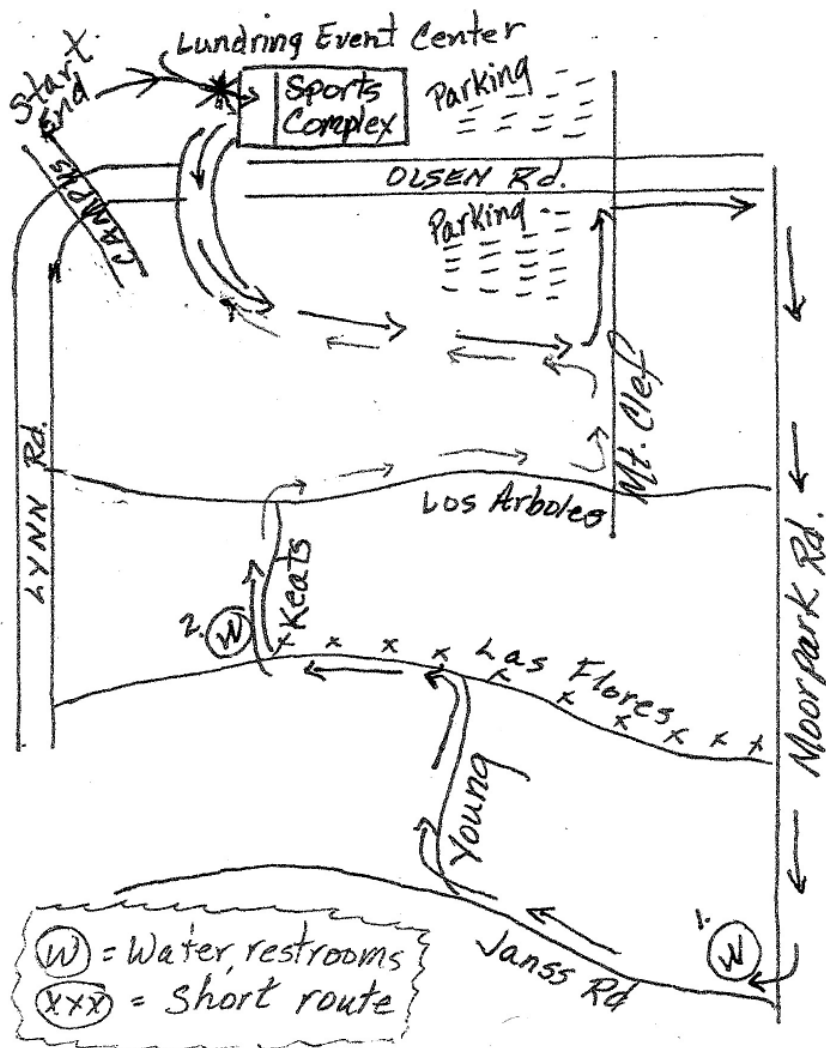 Lundring Event Center
Start
End
Sports
Complex
Parking
CAMPUS
OLSEN Rd.
Parking
Mt. Clef
LYNN Rd.
Los Arboles
Keats
2. W
x x x x Las Flores
x x x x x x
Moorpark Rd.
Young
1. W
Janss Rd
W = Water, restrooms
xxx = Short route